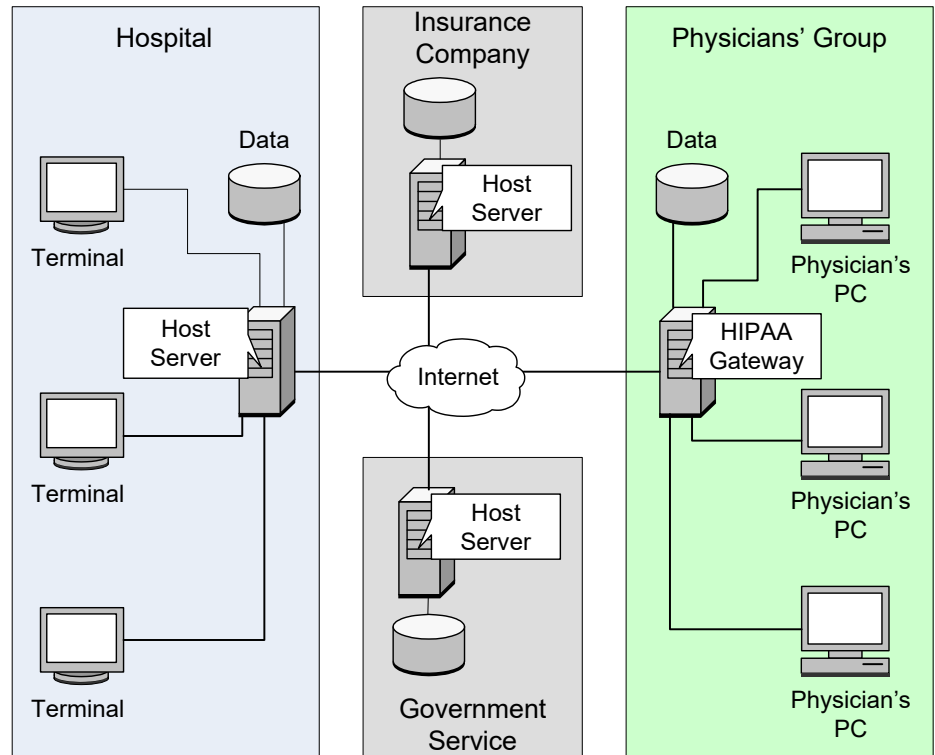 Hospital
Data
Terminal
Host
Server
Terminal
Terminal
Insurance
Company
Host
Server
Internet
Host
Server
Government
Service
Physicians’ Group
Data
Physician’s
PC
HIPAA
Gateway
Physician’s
PC
Physician’s
PC